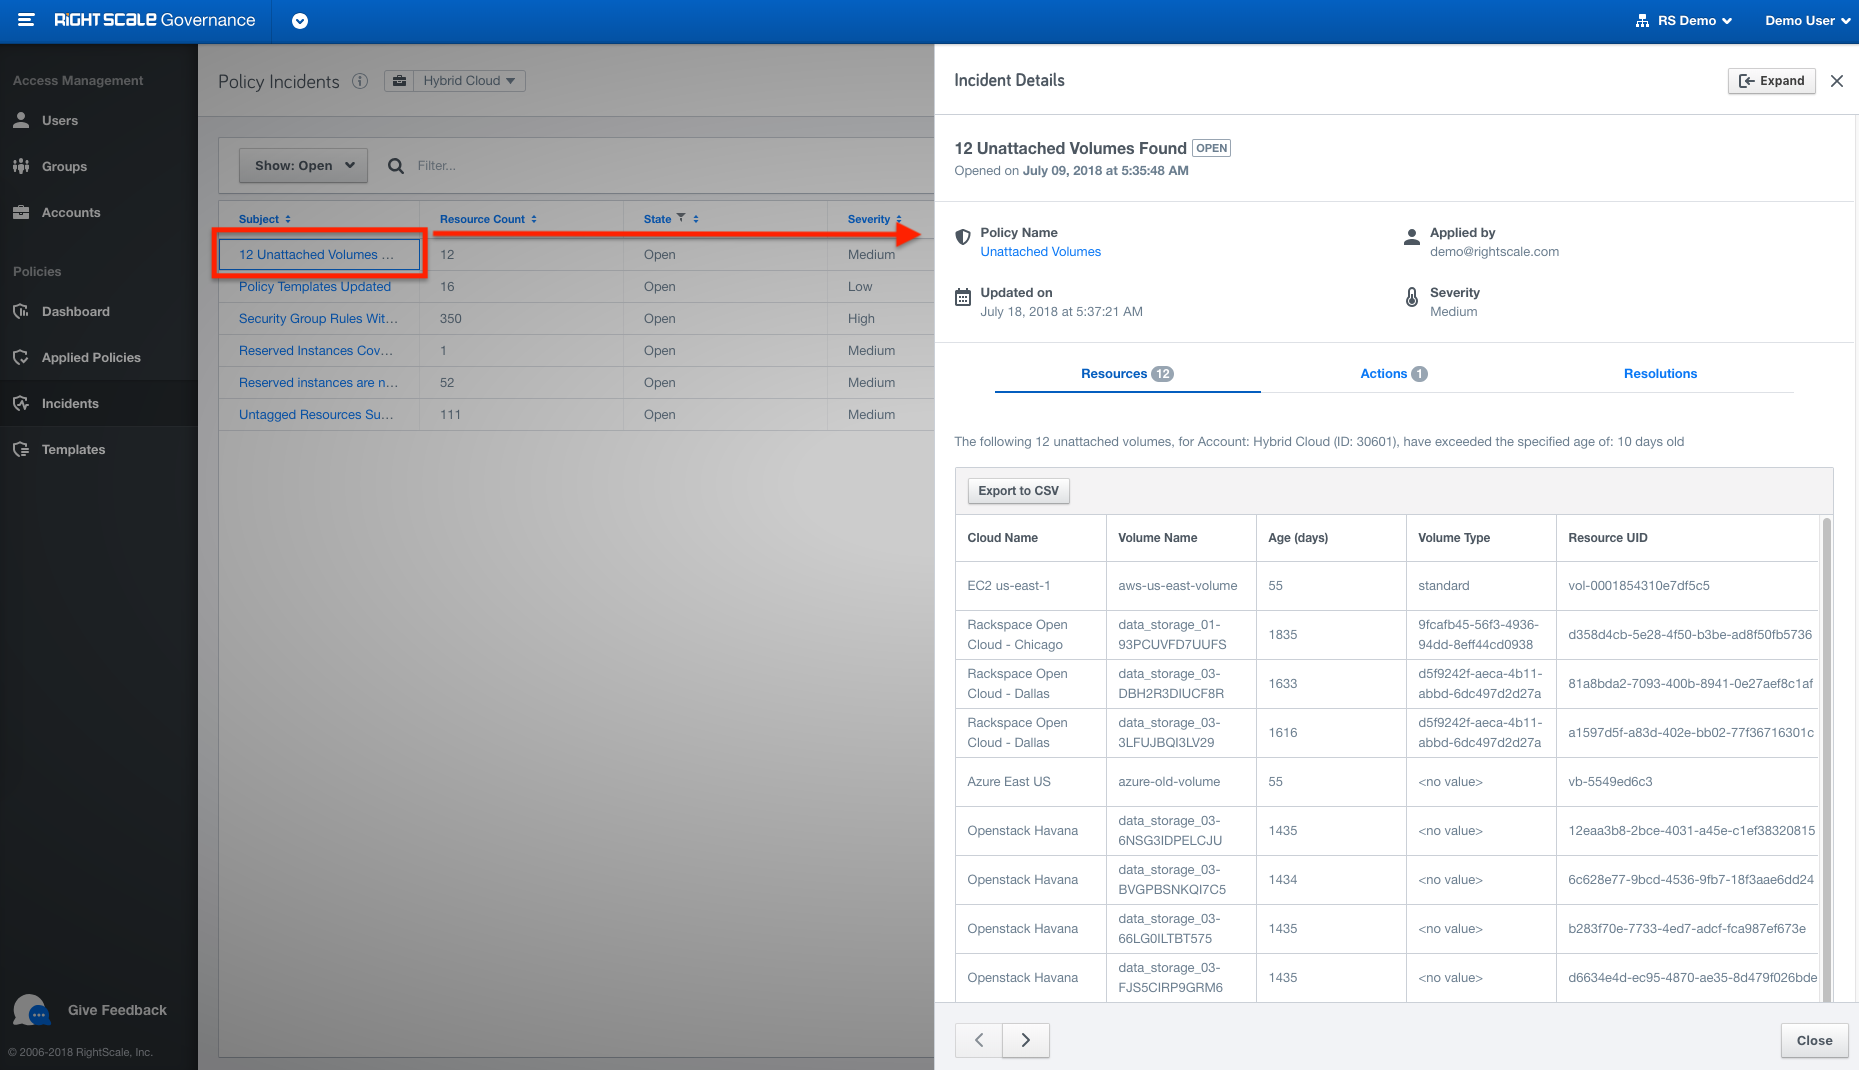 RIGHTSCALE Governance
RS Demo
Demo User
Access Management
Users
Groups
Accounts
Policies
Dashboard
Applied Policies
Incidents
Templates
Give Feedback
© 2006-2018 RightScale, Inc.
Policy Incidents
Hybrid Cloud
Show: Open
Filter...
Subject Resource Count State Severity
12 Unattached Volumes ... 12 Open Medium
Policy Templates Updated 16 Open Low
Security Group Rules Wit... 350 Open High
Reserved Instances Cov... 1 Open Medium
Reserved instances are n... 52 Open Medium
Untagged Resources Su... 111 Open Medium
Incident Details
Expand
12 Unattached Volumes Found OPEN
Opened on July 09, 2018 at 5:35:48 AM
Policy Name
Unattached Volumes
Applied by
demo@rightscale.com
Updated on
July 18, 2018 at 5:37:21 AM
Severity
Medium
Resources 12 Actions 1 Resolutions
The following 12 unattached volumes, for Account: Hybrid Cloud (ID: 30601), have exceeded the specified age of: 10 days old
Export to CSV
Cloud Name Volume Name Age (days) Volume Type Resource UID
EC2 us-east-1 aws-us-east-volume 55 standard vol-0001854310e7df5c5
Rackspace Open
Cloud - Chicago
data_storage_01-
93PCUVFD7UUFS
1835
9fcafb45-56f3-4936-
94dd-8eff44cd0938
d358d4cb-5e28-4f50-b3be-ad8f50fb5736
Rackspace Open
Cloud - Dallas
data_storage_03-
DBH2R3DIUCF8R
1633
d5f9242f-aeca-4b11-
abbd-6dc497d2d27a
81a8bda2-7093-400b-8941-0e27aef8c1af
Rackspace Open
Cloud - Dallas
data_storage_03-
3LFUJBQI3LV29
1616
d5f9242f-aeca-4b11-
abbd-6dc497d2d27a
a1597d5f-a83d-402e-bb02-77f36716301c
Azure East US azure-old-volume 55 <no value> vb-5549ed6c3
Openstack Havana
data_storage_03-
6NSG3IDPELCJU
1435
<no value>
12eaa3b8-2bce-4031-a45e-c1ef38320815
Openstack Havana
data_storage_03-
BVGPBSNKQI7C5
1434
<no value>
6c628e77-9bcd-4536-9fb7-18f3aae6dd24
Openstack Havana
data_storage_03-
66LG0ILTBT575
1435
<no value>
b283f70e-7733-4ed7-adcf-fca987ef673e
Openstack Havana
data_storage_03-
FJS5CIRP9GRM6
1435
<no value>
d6634e4d-ec95-4870-ae35-8d479f026bde
Close